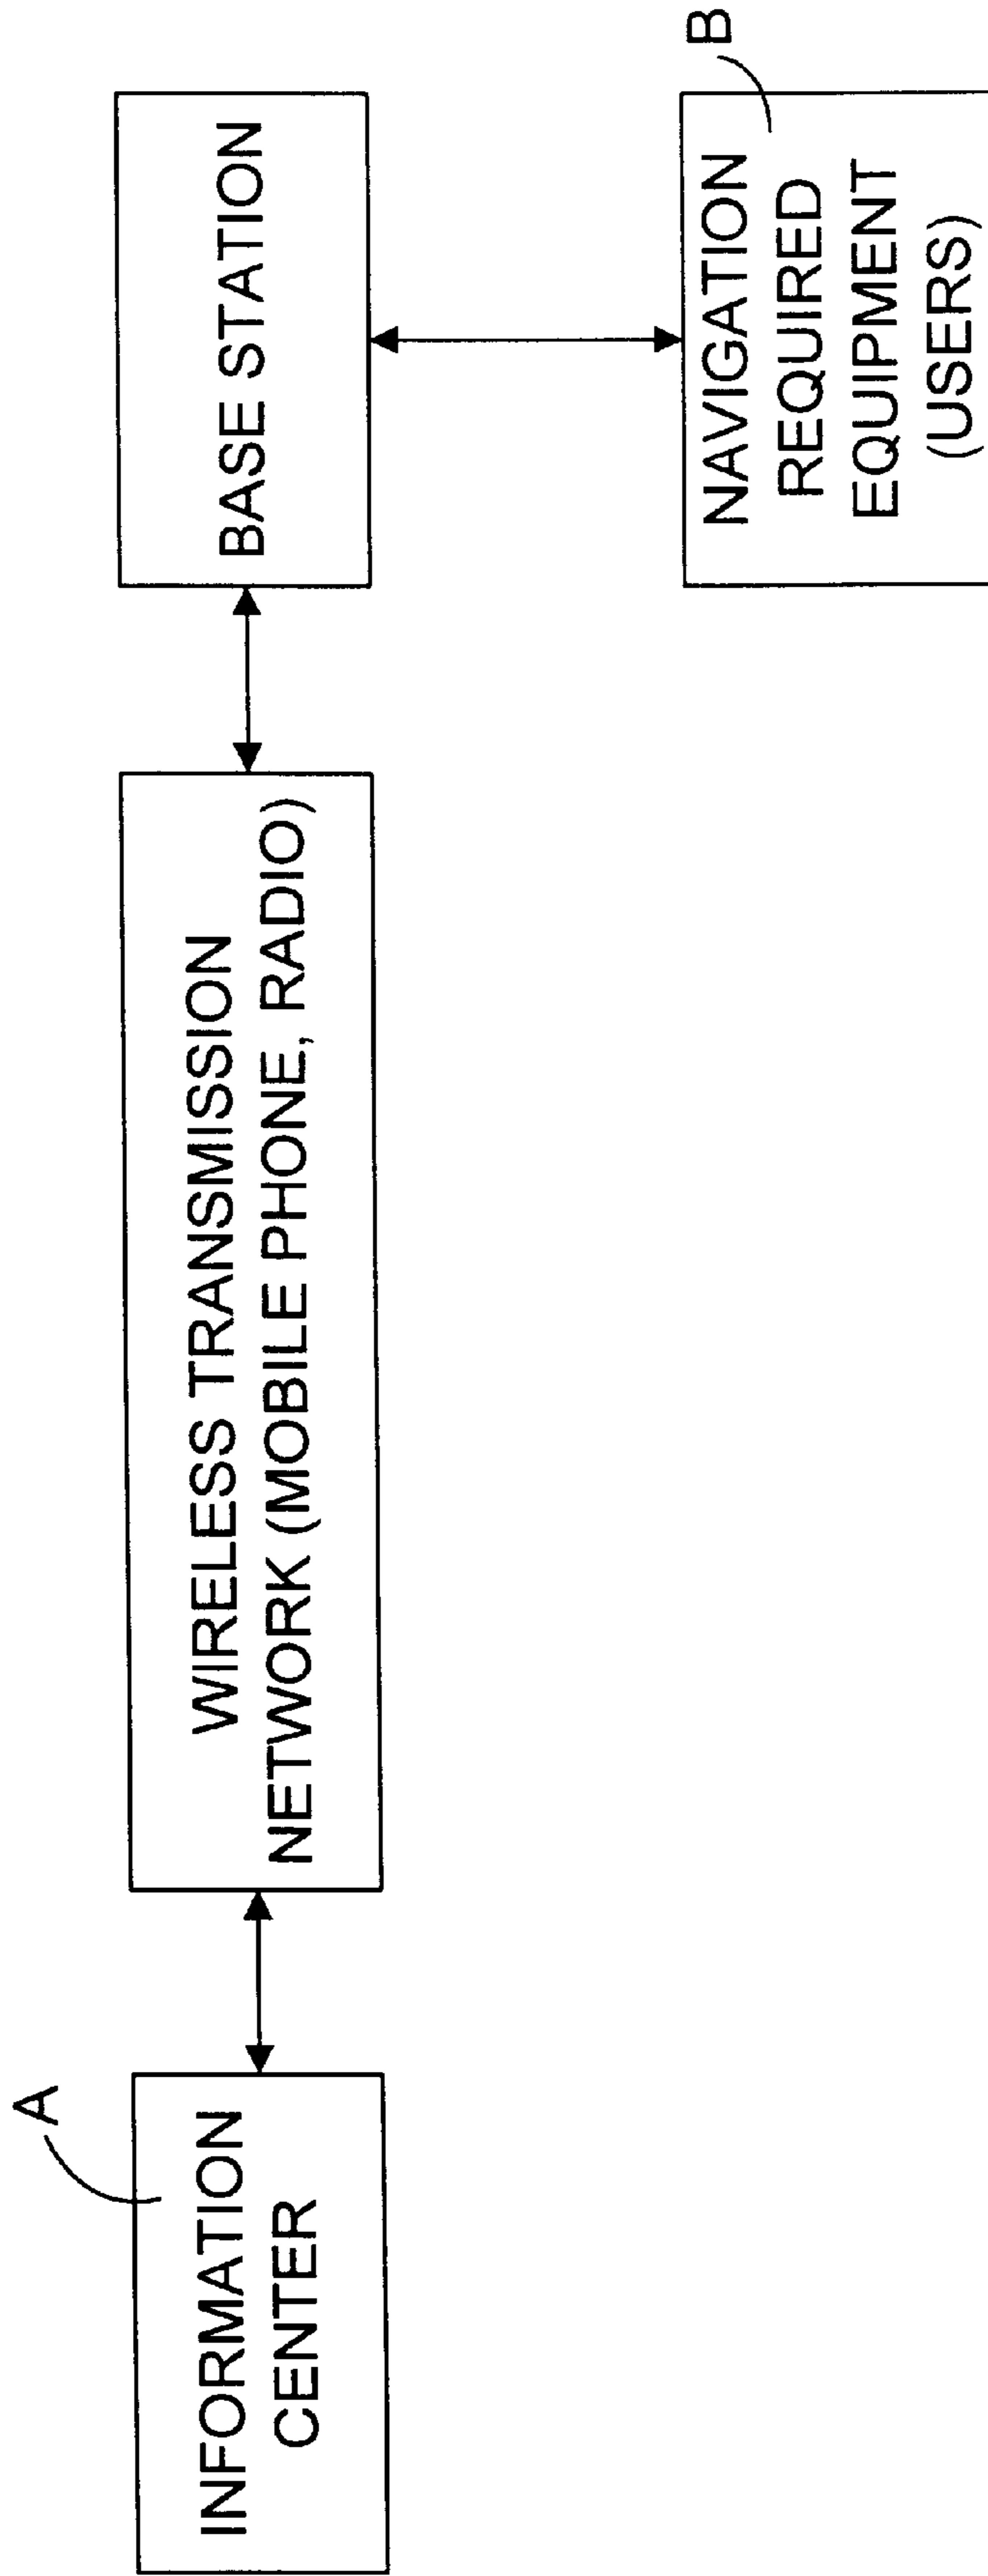 A
INFORMATION
CENTER
WIRELESS TRANSMISSION
NETWORK (MOBILE PHONE, RADIO)
BASE STATION
B
NAVIGATION
REQUIRED
EQUIPMENT
(USERS)